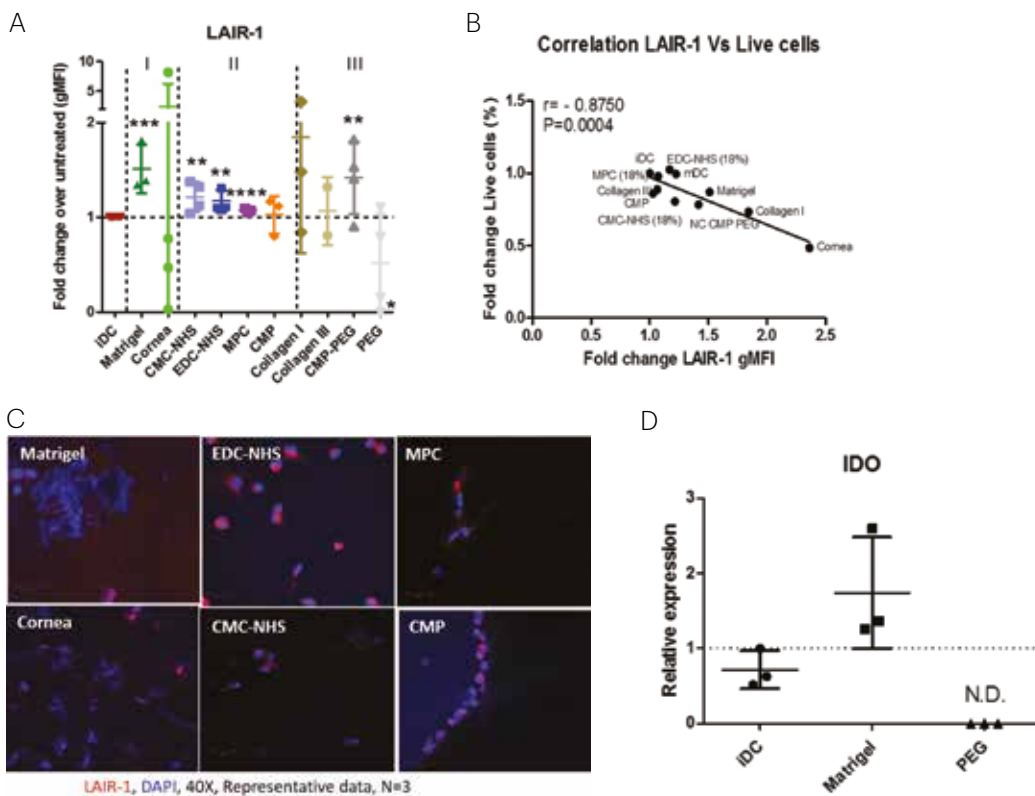 A
LAIR-1
I II III
Fold change over untreated (gMFI)
10
5
2
1
0
***
**
**
****
**
*
iDC
Matrigel
Cornea
CMC-NHS
EDC-NHS
MPC
CMP
Collagen I
Collagen III
CMP-PEG
PEG
B
Correlation LAIR-1 Vs Live cells
Fold change Live cells (%)
1.5
1.0
0.5
0.0
r= - 0.8750
P=0.0004
iDC
EDC-NHS (18%)
MPC (18%)
mDC
Collagen III
Matrigel
CMP
Collagen I
CMC-NHS (18%)
NC CMP PEG
Cornea
0.0 0.5 1.0 1.5 2.0 2.5
Fold change LAIR-1 gMFI
C
Matrigel
EDC-NHS
MPC
Cornea
CMC-NHS
CMP
LAIR-1, DAPI, 40X, Representative data, N=3
D
IDO
Relative expression
3
2
1
0
N.D.
iDC
Matrigel
PEG